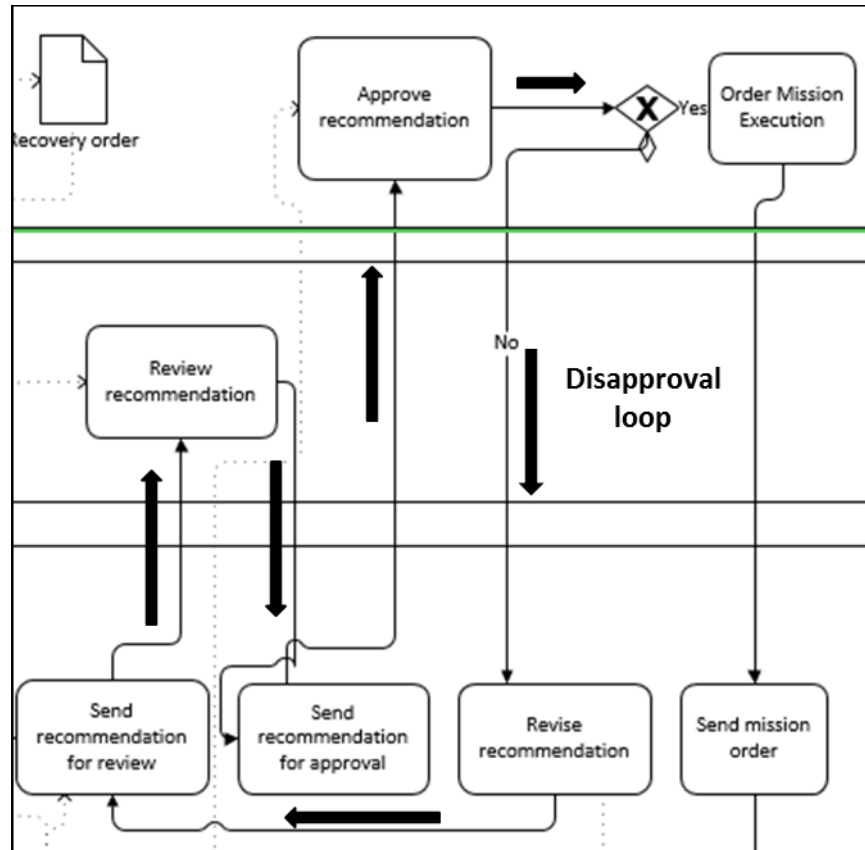 Recovery order
Approve
recommendation
X
Yes
Order Mission
Execution
Review
recommendation
No
Disapproval
loop
Send
recommendation
for review
Send
recommendation
for approval
Revise
recommendation
Send mission
order